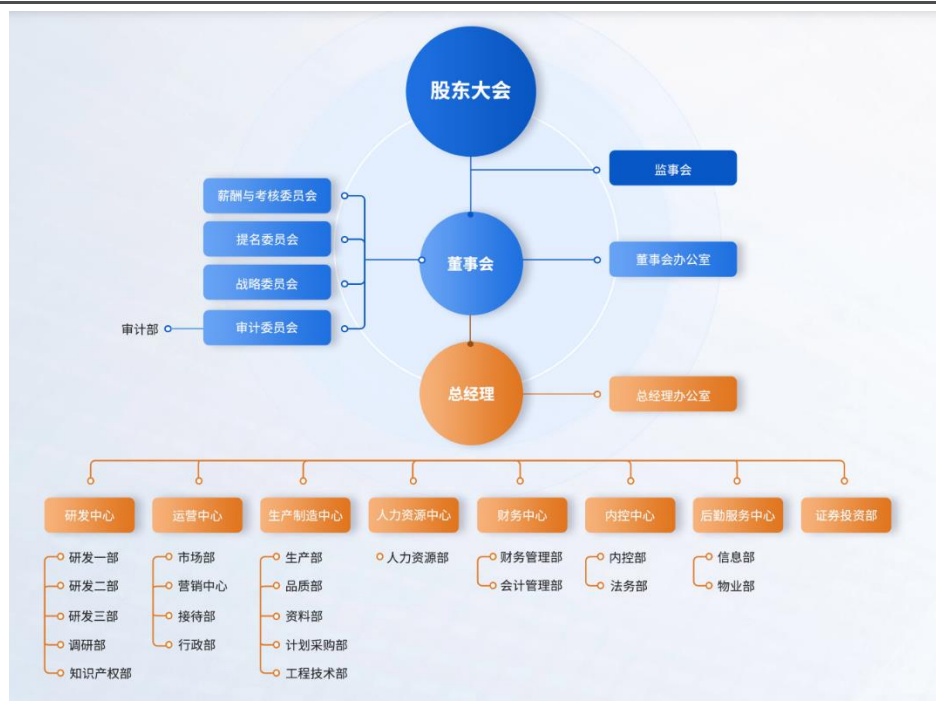 股东大会
监事会
薪酬与考核委员会
提名委员会
董事会
董事会办公室
战略委员会
审计部
审计委员会
总经理
总经理办公室
研发中心
运营中心
生产制造中心
人力资源中心
财务中心
内控中心
后勤服务中心
证券投资部
研发一部
研发二部
研发三部
调研部
知识产权部
市场部
营销中心
接待部
行政部
生产部
品质部
资料部
计划采购部
工程技术部
人力资源部
财务管理部
会计管理部
内控部
法务部
信息部
物业部